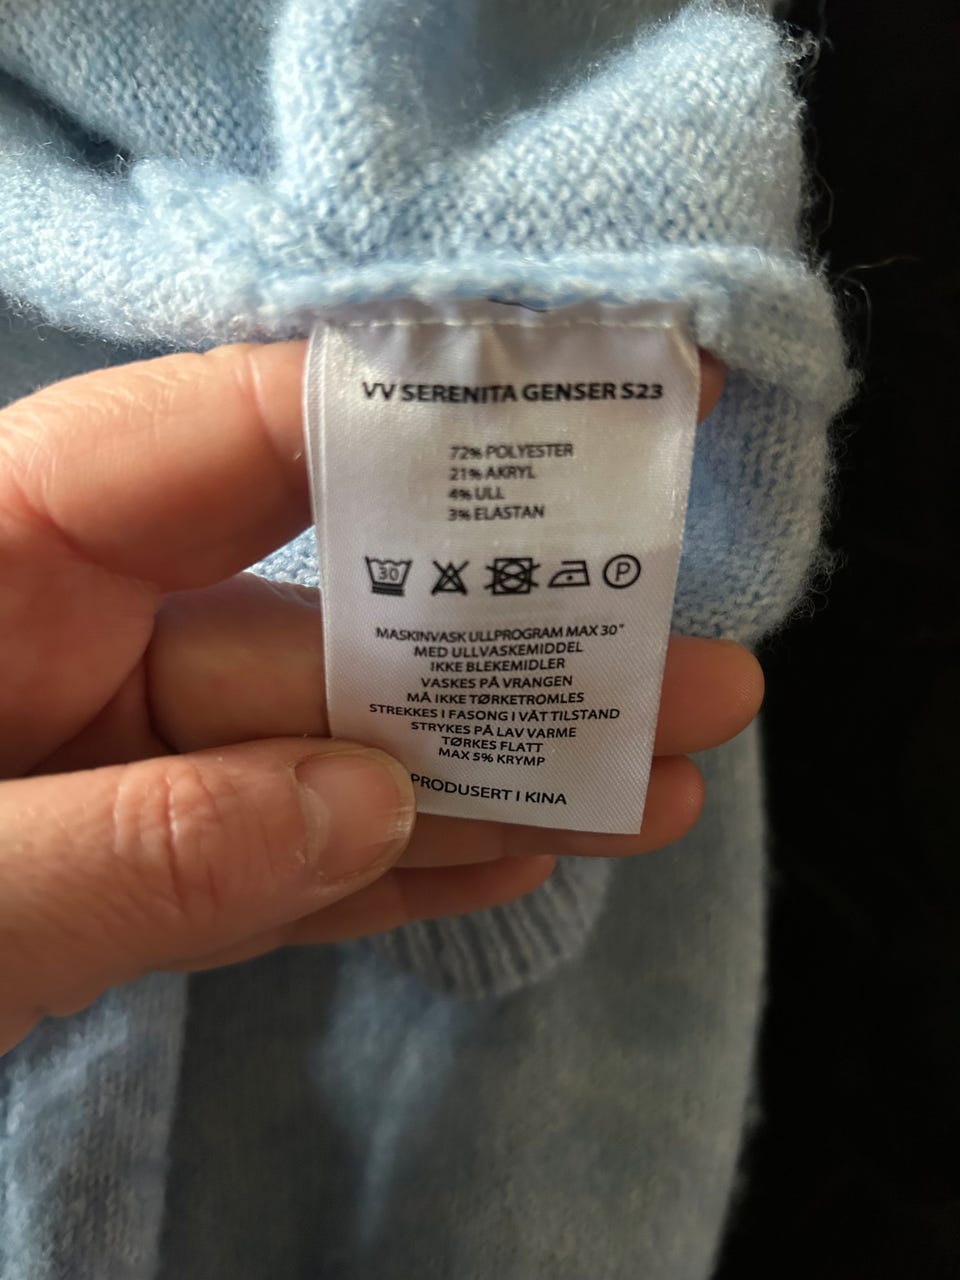 VV SERENITA GENSER S23
72% POLYESTER
21% AKRYL
4% ULL
3% ELASTAN
30 P
MASKINVASK ULLPROGRAM MAX 30°
MED ULLVASKEMIDDEL
IKKE BLEKEMIDLER
VASKES PÅ VRANGEN
MÅ IKKE TØRKETROMLES
STREKKES I FASONG I VÅT TILSTAND
STRYKES PÅ LAV VARME
TØRKES FLATT
MAX 5% KRYMP
PRODUSERT I KINA